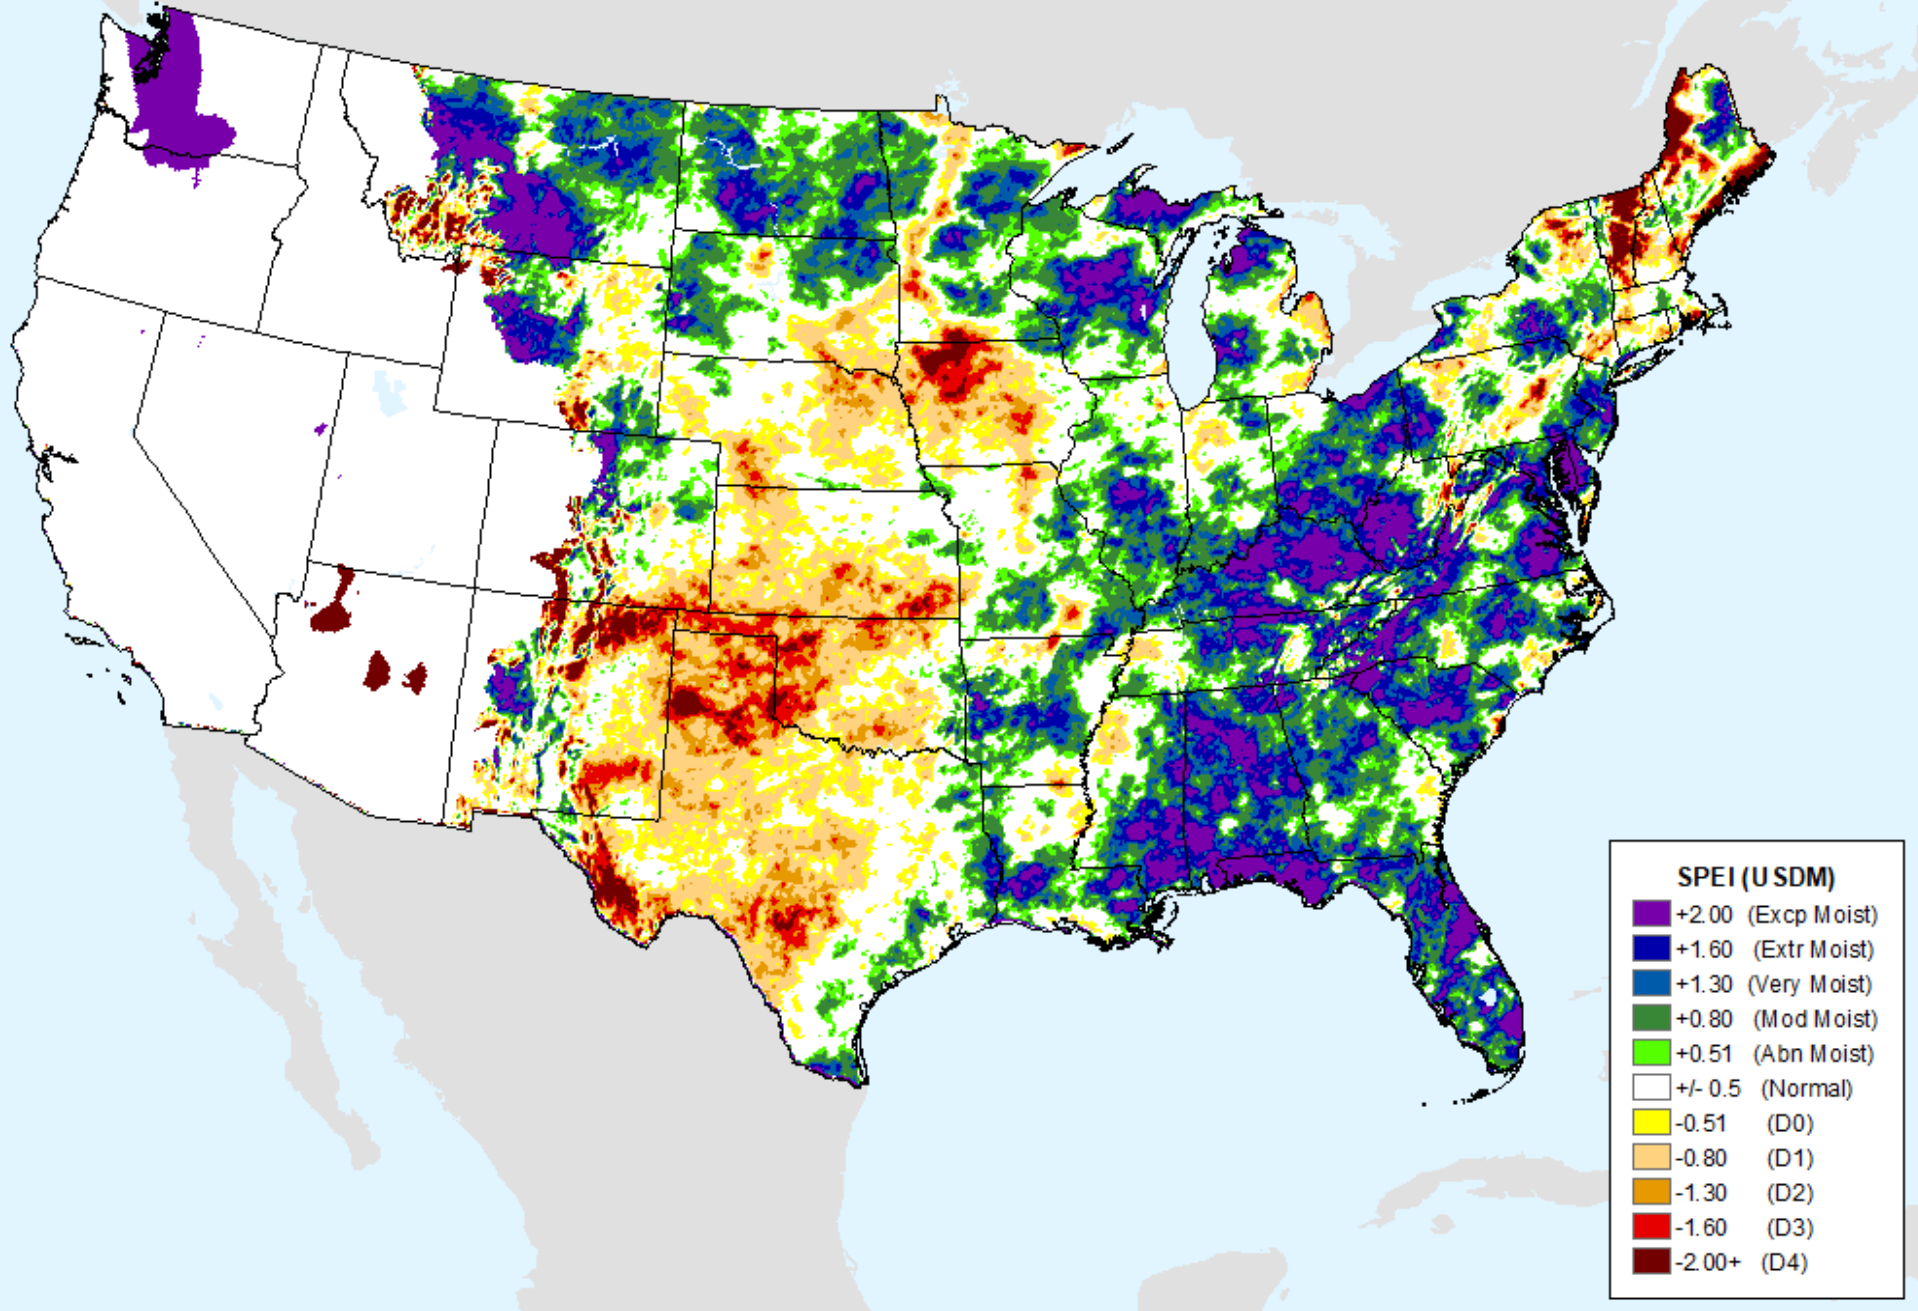 SPEI (USDM)
+2.00 (Excp Moist)
+1.60 (Extr Moist)
+1.30 (Very Moist)
+0.80 (Mod Moist)
+0.51 (Abn Moist)
+/- 0.5 (Normal)
-0.51 (D0)
-0.80 (D1)
-1.30 (D2)
-1.60 (D3)
-2.00+ (D4)